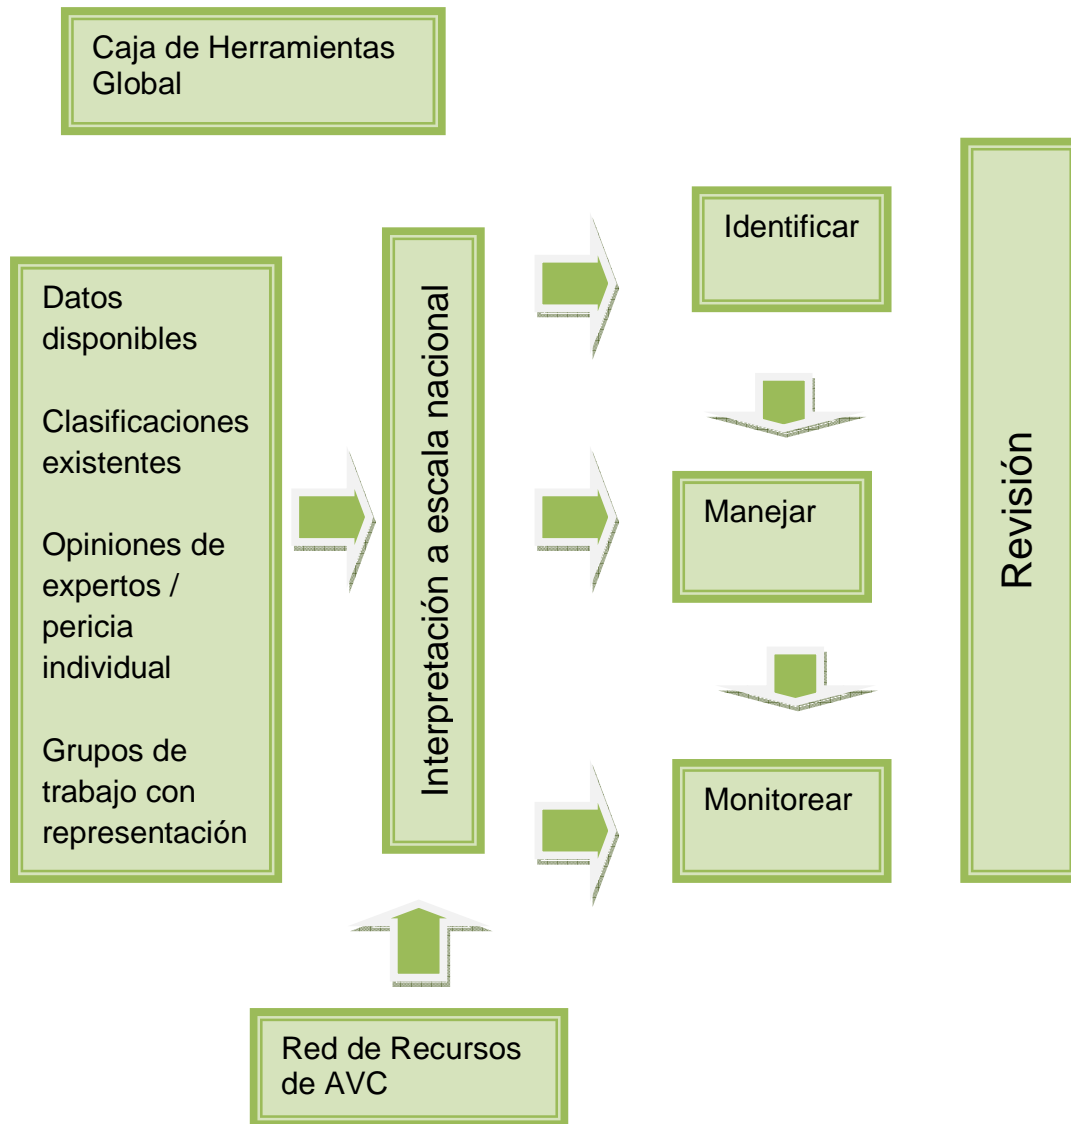 Caja de Herramientas
Global
Datos
disponibles
Clasificaciones
existentes
Opiniones de
expertos /
pericia
individual
Grupos de
trabajo con
representación
Interpretación a escala nacional
Identificar
Manejar
Monitorear
Revisión
Red de Recursos
de AVC